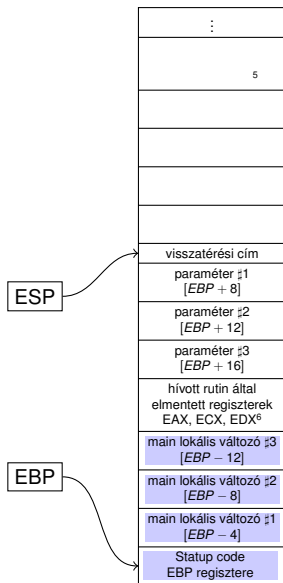 ⋮
5
visszatérési cím
ESP
paraméter ♯1
[EBP + 8]
paraméter ♯2
[EBP + 12]
paraméter ♯3
[EBP + 16]
hívott rutin által
elmentett regiszterek
EAX, ECX, EDX⁶
main lokális változó ♯3
[EBP − 12]
EBP
main lokális változó ♯2
[EBP − 8]
main lokális változó ♯1
[EBP − 4]
Statup code
EBP regisztere